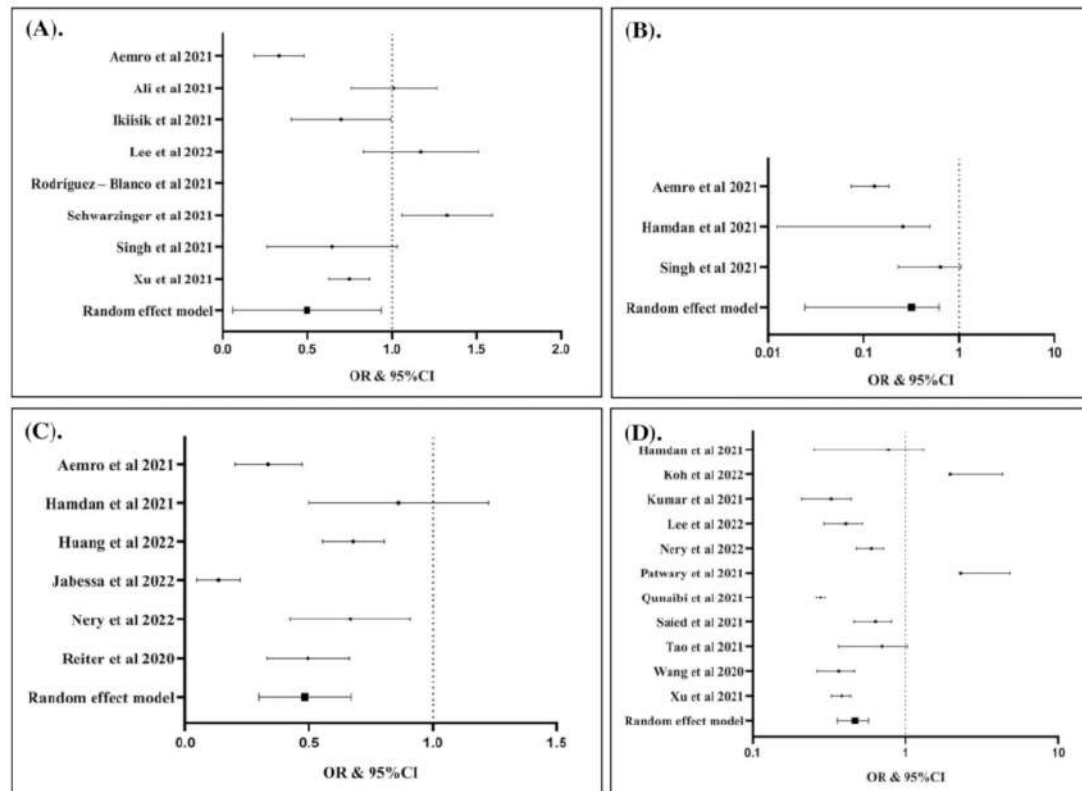 (A).
Aemro et al 2021
Ali et al 2021
Ikiisik et al 2021
Lee et al 2022
Rodríguez – Blanco et al 2021
Schwarzinger et al 2021
Singh et al 2021
Xu et al 2021
Random effect model
0.0 0.5 1.0 1.5 2.0
OR & 95%CI
(B).
Aemro et al 2021
Hamdan et al 2021
Singh et al 2021
Random effect model
0.01 0.1 1 10
OR & 95%CI
(C).
Aemro et al 2021
Hamdan et al 2021
Huang et al 2022
Jabessa et al 2022
Nery et al 2022
Reiter et al 2020
Random effect model
0.0 0.5 1.0 1.5
OR & 95%CI
(D).
Hamdan et al 2021
Koh et al 2022
Kumar et al 2021
Lee et al 2022
Nery et al 2022
Patwary et al 2021
Qunaibi et al 2021
Saied et al 2021
Tao et al 2021
Wang et al 2020
Xu et al 2021
Random effect model
0.1 1 10
OR & 95%CI